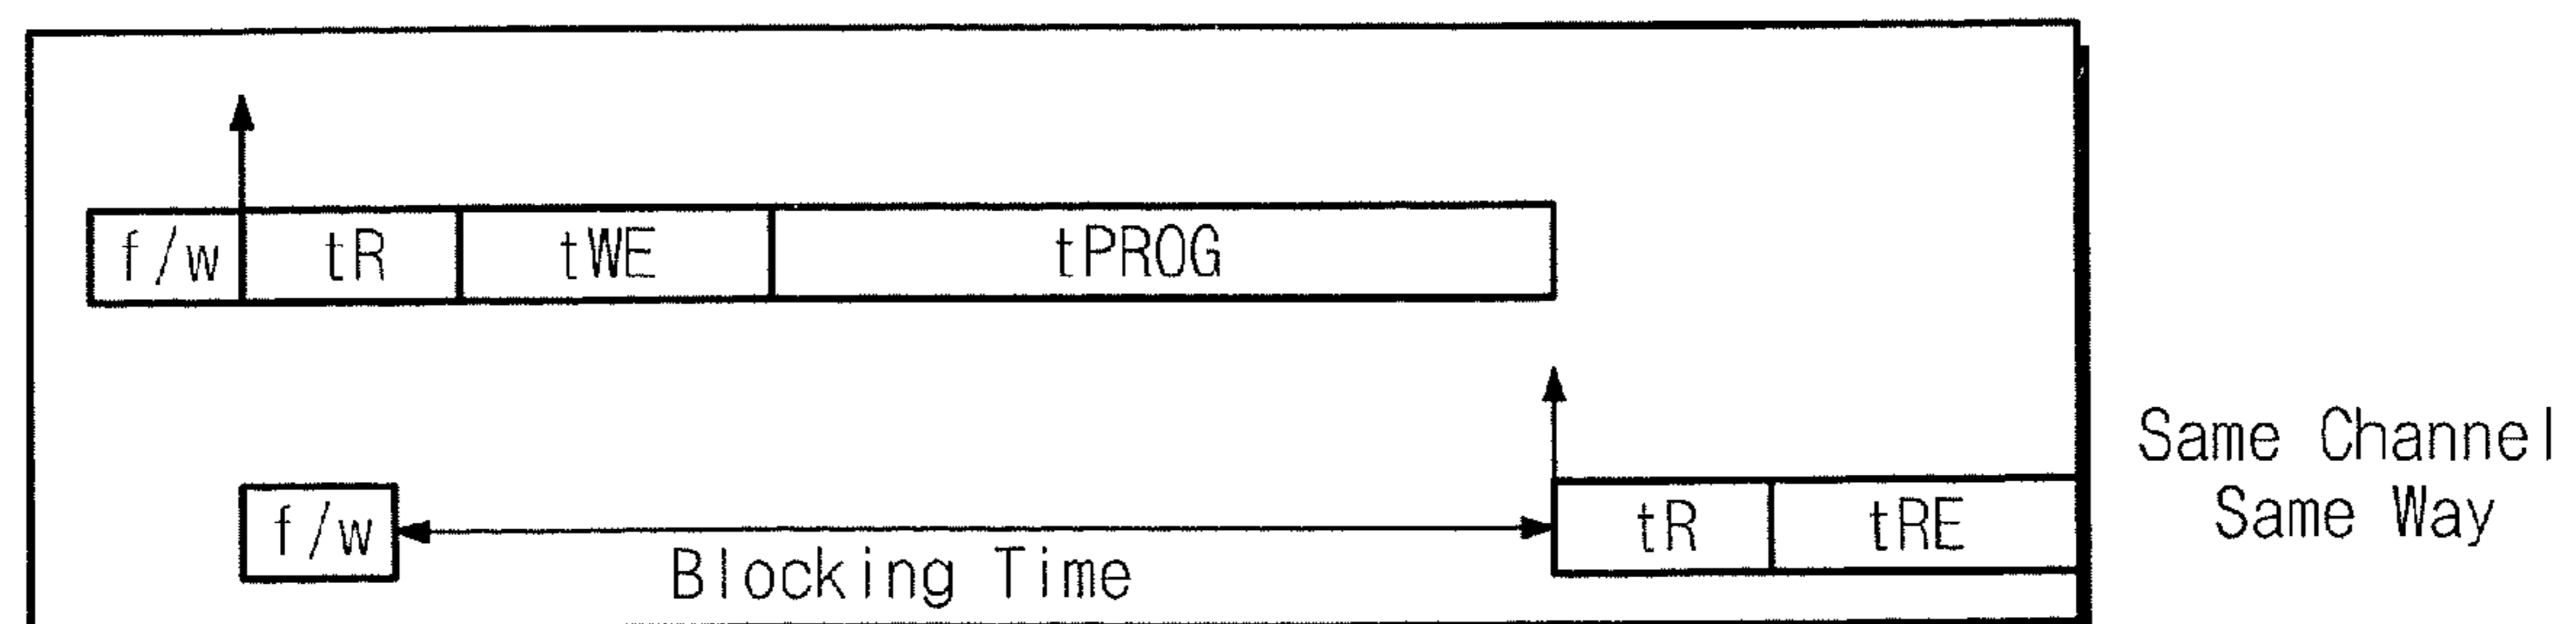 f/w tR tWE tPROG
Same Channel
f/w tR tRE
Same Way
Blocking Time